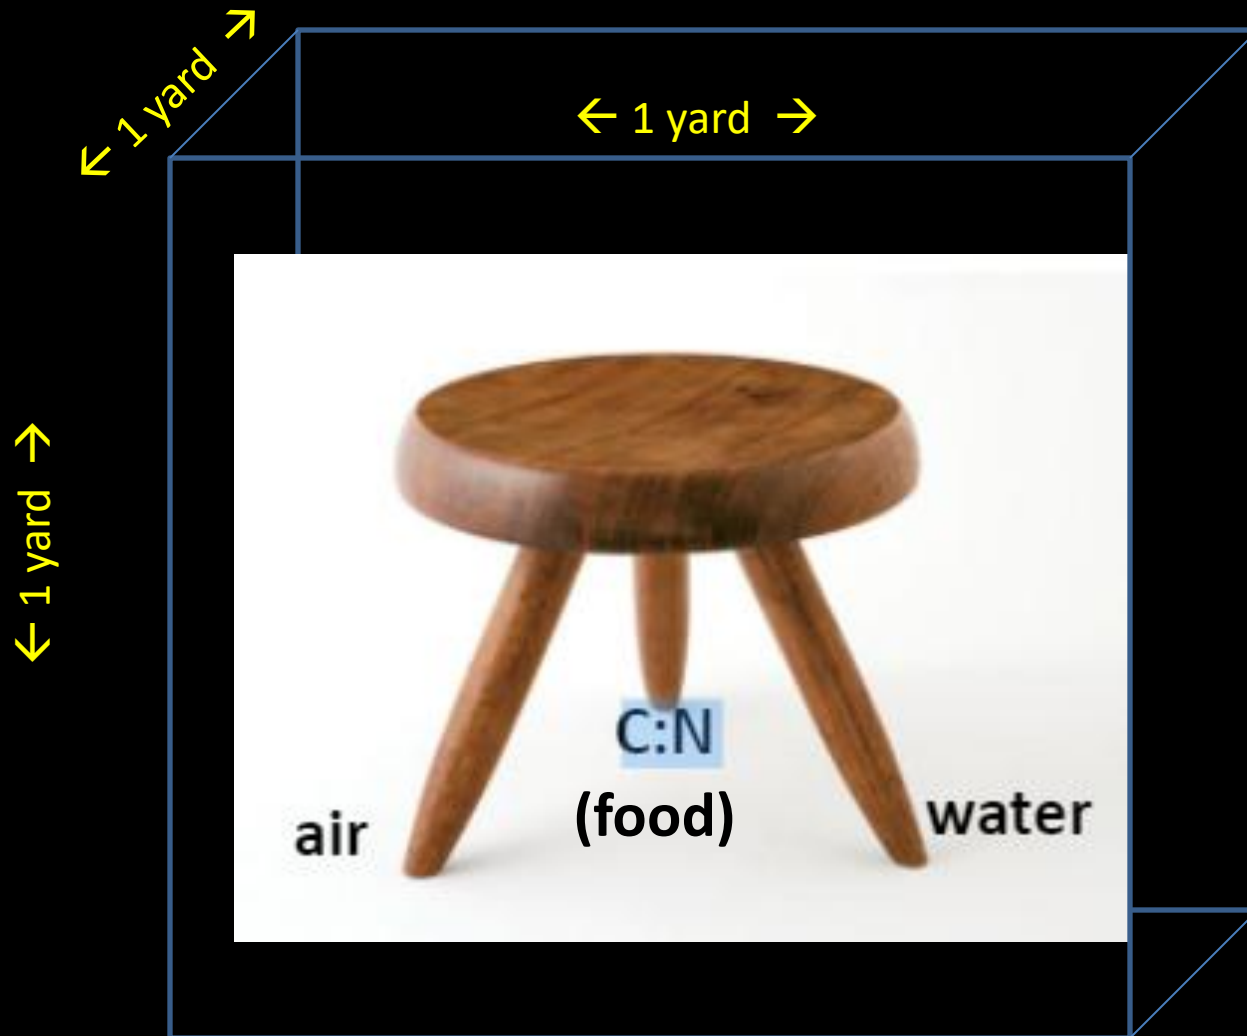 ← 1 yard →
← 1 yard →
← 1 yard →
C:N
(food)
air
water